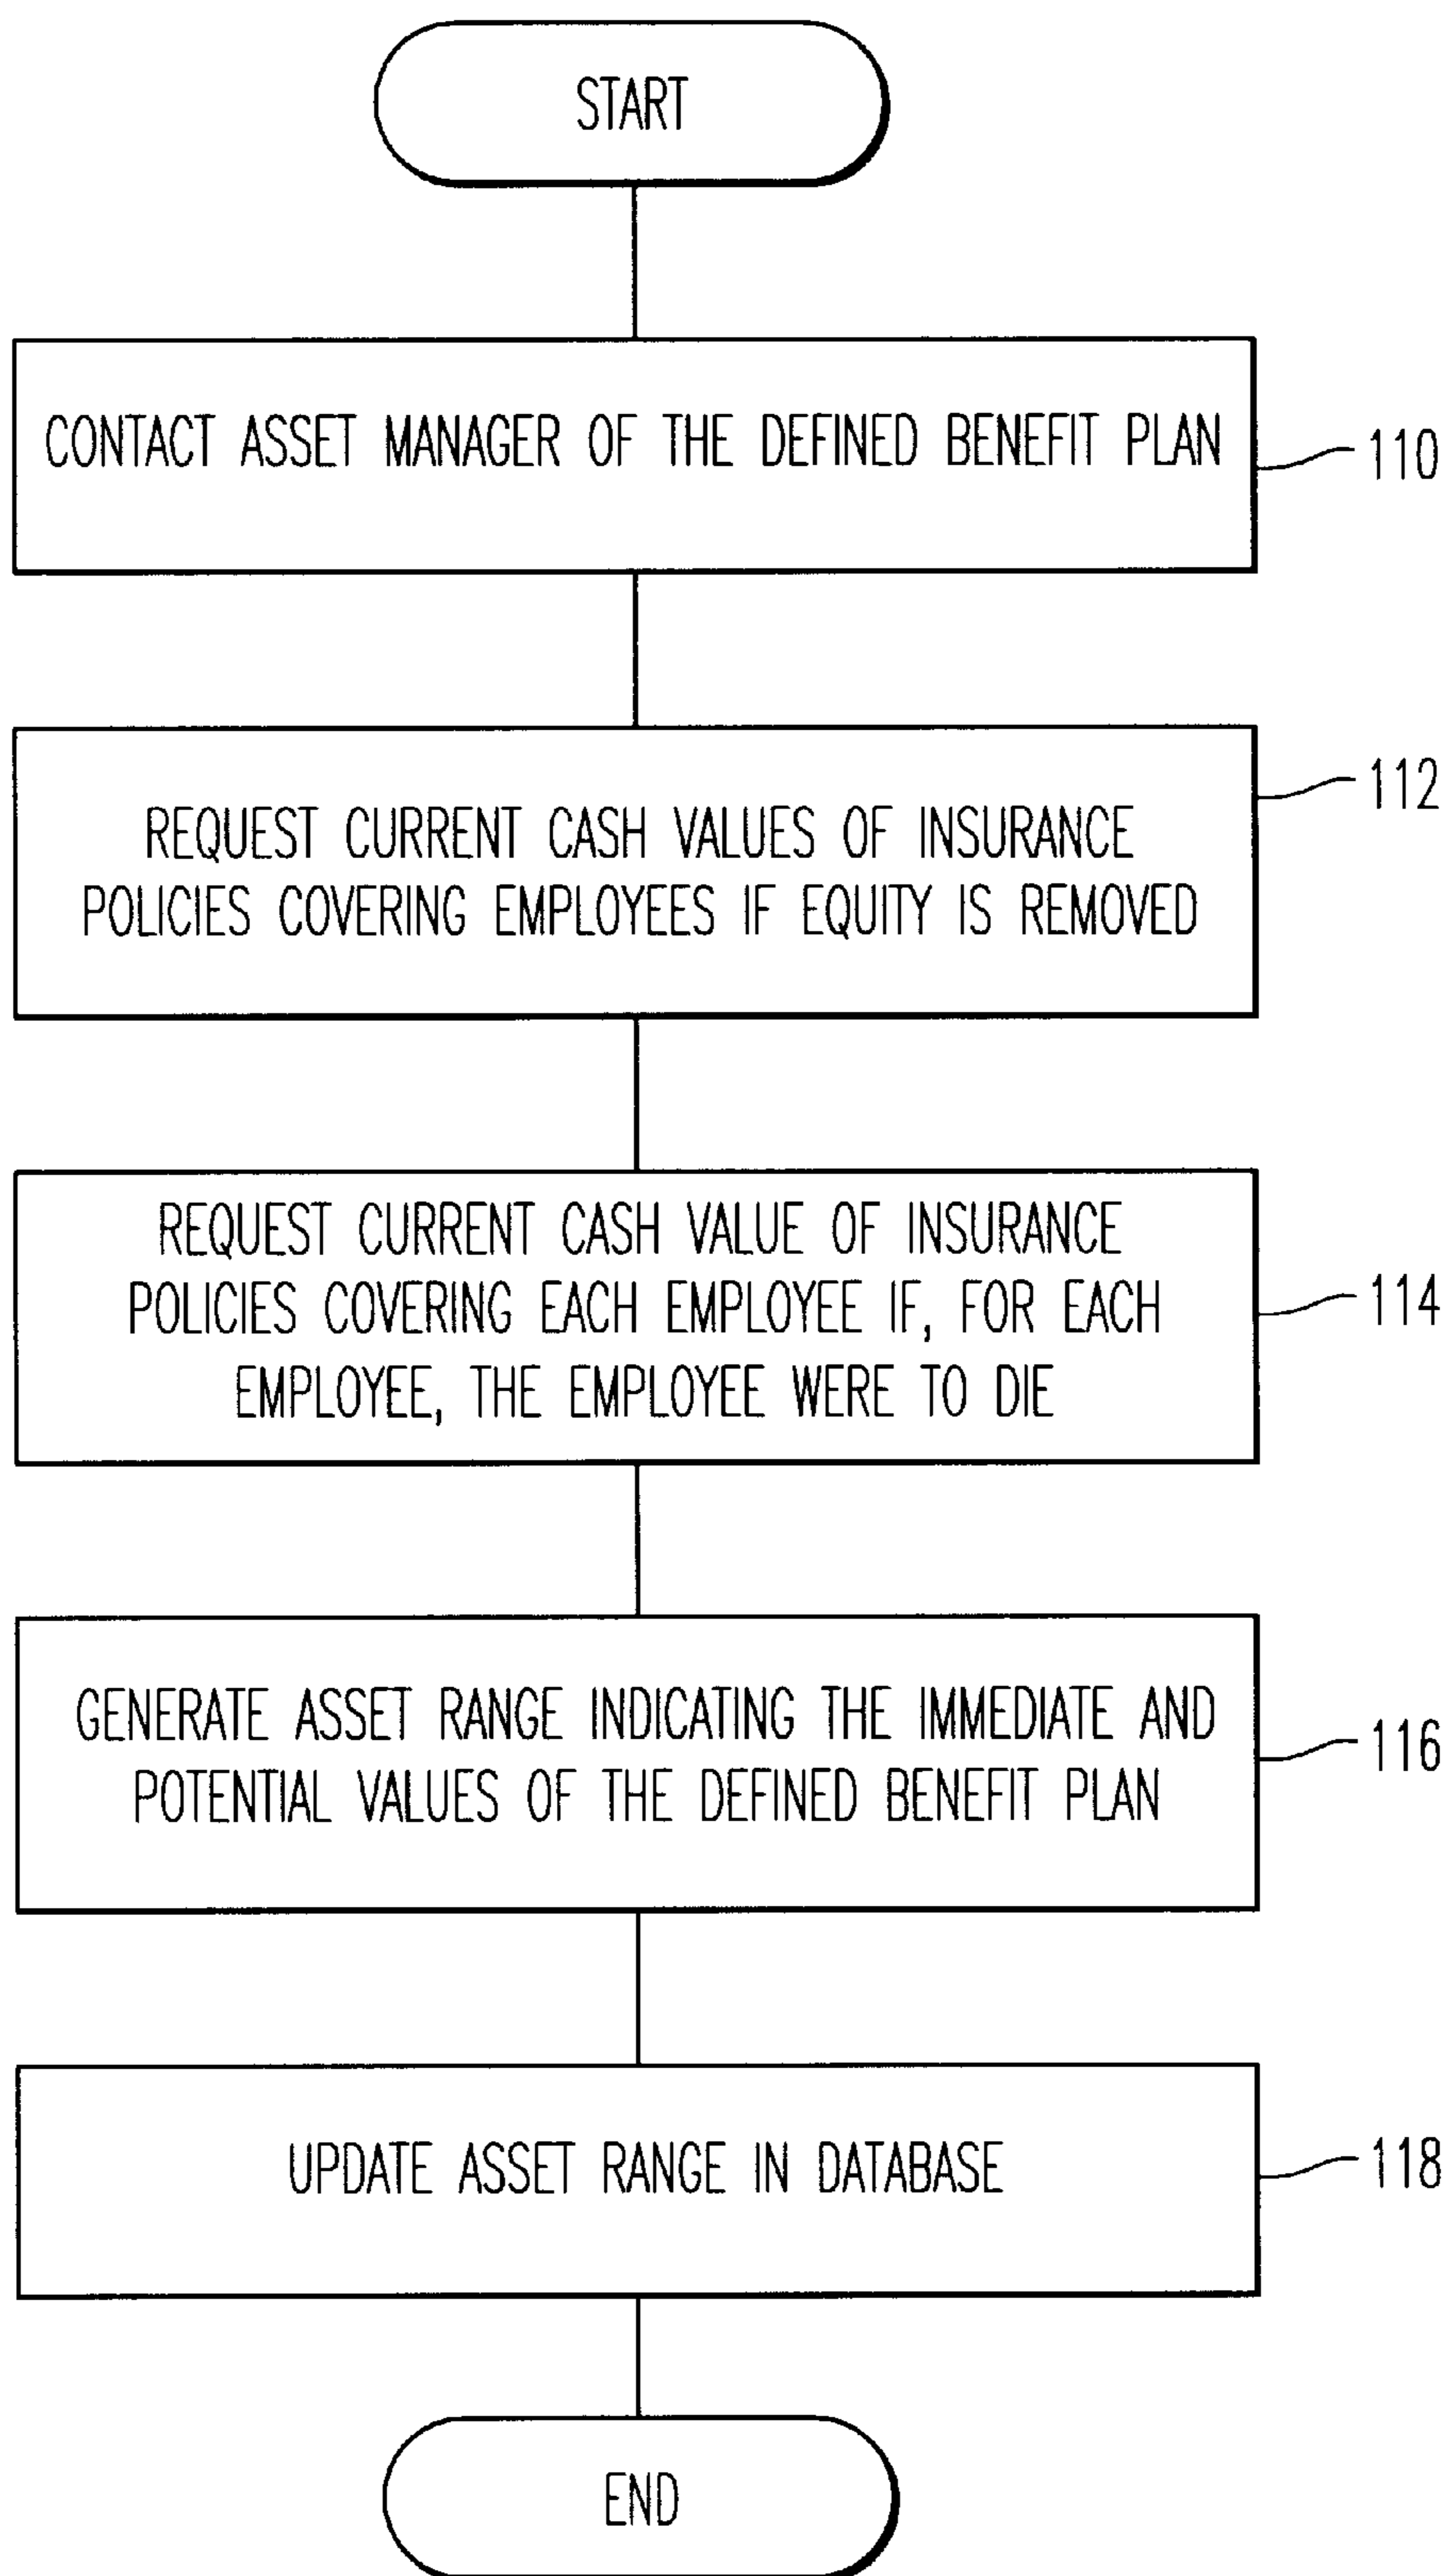 START
CONTACT ASSET MANAGER OF THE DEFINED BENEFIT PLAN
110
REQUEST CURRENT CASH VALUES OF INSURANCE
POLICIES COVERING EMPLOYEES IF EQUITY IS REMOVED
112
REQUEST CURRENT CASH VALUE OF INSURANCE
POLICIES COVERING EACH EMPLOYEE IF, FOR EACH
EMPLOYEE, THE EMPLOYEE WERE TO DIE
114
GENERATE ASSET RANGE INDICATING THE IMMEDIATE AND
POTENTIAL VALUES OF THE DEFINED BENEFIT PLAN
116
UPDATE ASSET RANGE IN DATABASE
118
END